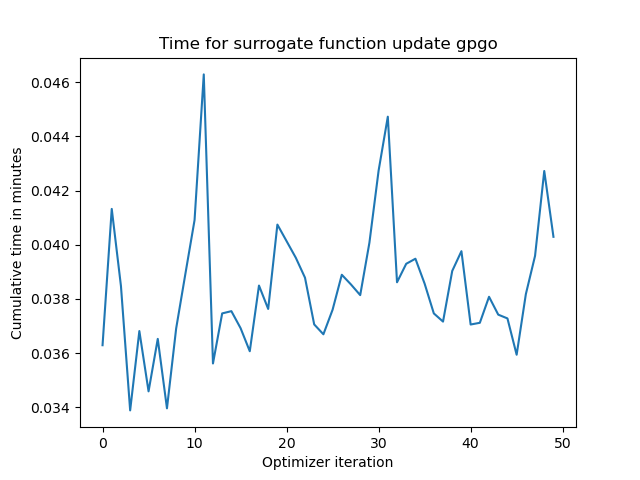 Time for surrogate function update gpgo
Cumulative time in minutes
0.046
0.044
0.042
0.040
0.038
0.036
0.034
0 10 20 30 40 50
Optimizer iteration